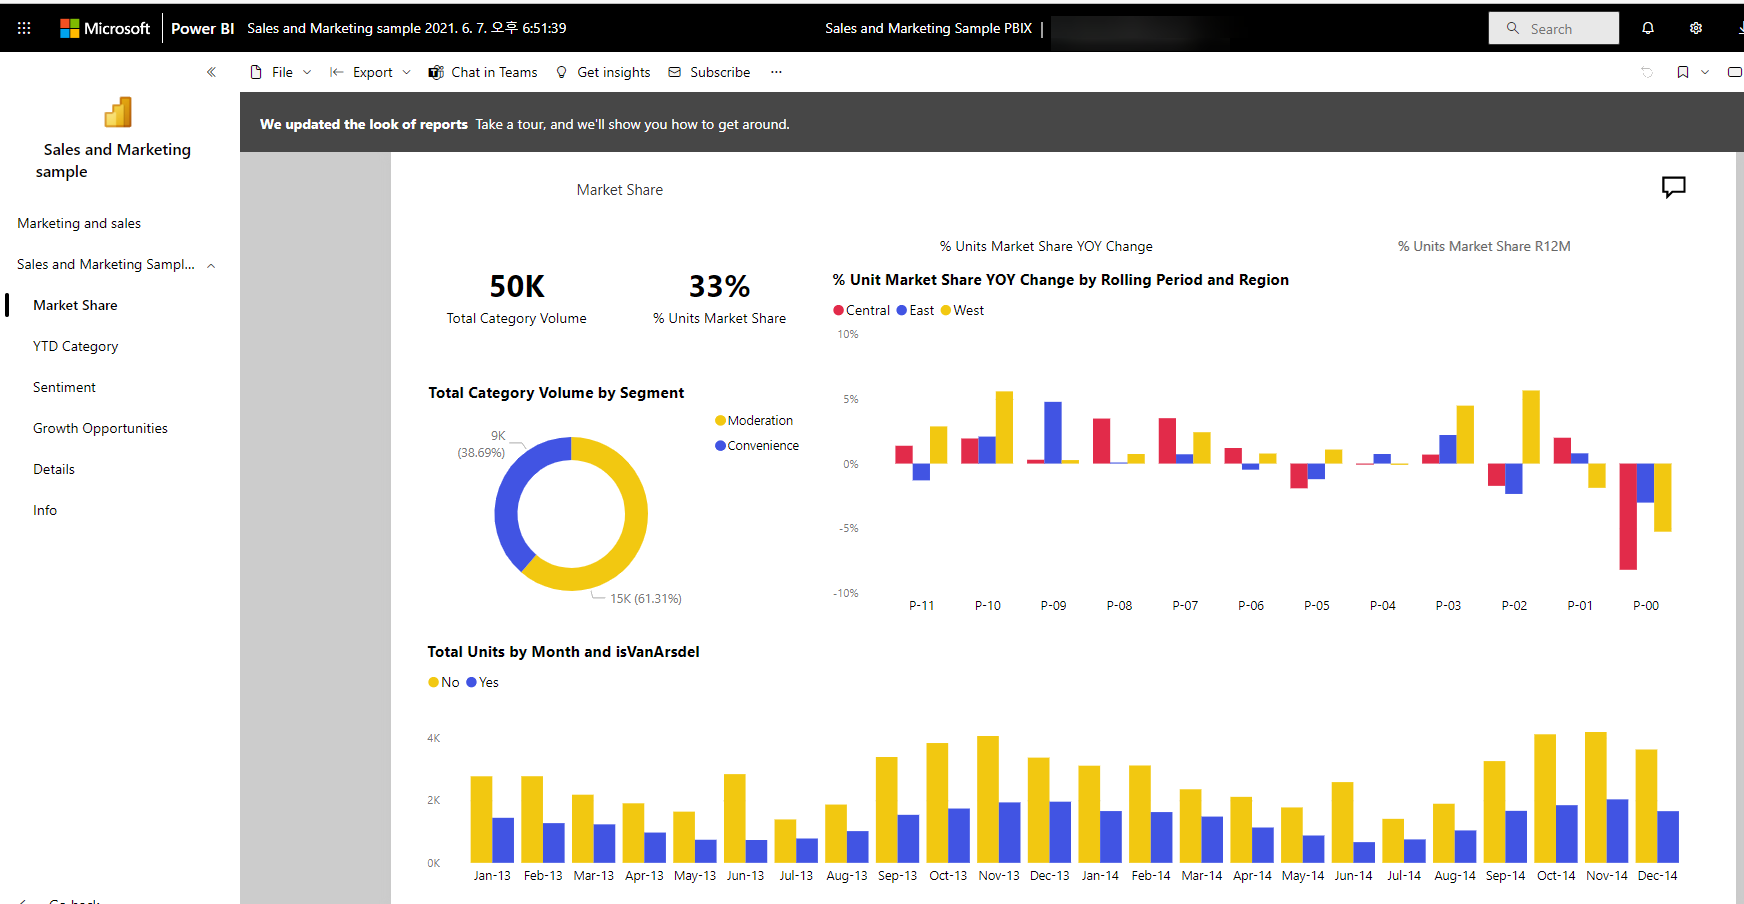 Microsoft Power BI Sales and Marketing sample 2021. 6. 7. 오후 6:51:39 Sales and Marketing Sample PBIX | Search
File Export Chat in Teams Get insights Subscribe ...
We updated the look of reports Take a tour, and we'll show you how to get around.
Sales and Marketing
sample
Marketing and sales
Sales and Marketing Sampl...
Market Share
YTD Category
Sentiment
Growth Opportunities
Details
Info
Go back
Market Share
% Units Market Share YOY Change
% Units Market Share R12M
50K
Total Category Volume
33%
% Units Market Share
% Unit Market Share YOY Change by Rolling Period and Region
Central East West
10%
5%
0%
-5%
-10%
P-11 P-10 P-09 P-08 P-07 P-06 P-05 P-04 P-03 P-02 P-01 P-00
Total Category Volume by Segment
Moderation
Convenience
9K
(38.69%)
15K (61.31%)
Total Units by Month and isVanArsdel
No Yes
4K
2K
0K
Jan-13 Feb-13 Mar-13 Apr-13 May-13 Jun-13 Jul-13 Aug-13 Sep-13 Oct-13 Nov-13 Dec-13 Jan-14 Feb-14 Mar-14 Apr-14 May-14 Jun-14 Jul-14 Aug-14 Sep-14 Oct-14 Nov-14 Dec-14